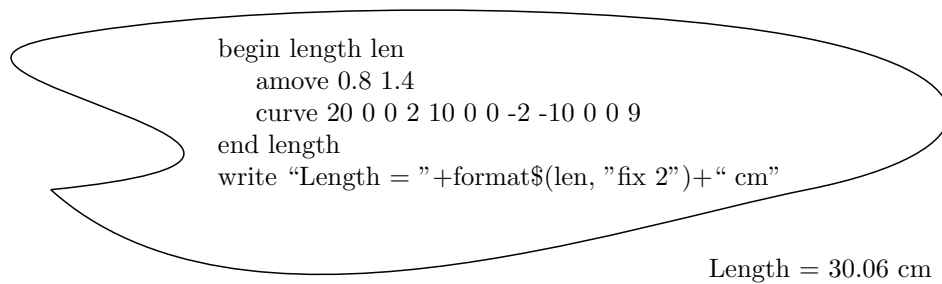 begin length len
amove 0.8 1.4
curve 20 0 0 2 10 0 0 -2 -10 0 0 9
end length
write “Length = ”+format$(len, ”fix 2”)+“ cm”
Length = 30.06 cm